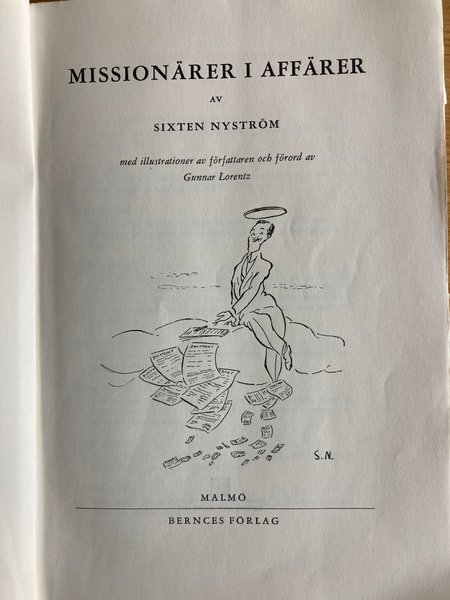 MISSIONÄRER I AFFÄRER
AV
SIXTEN NYSTRÖM
med illustrationer av författaren och förord av
Gunnar Lorentz
S.N.
MALMÖ
BERNCES FÖRLAG